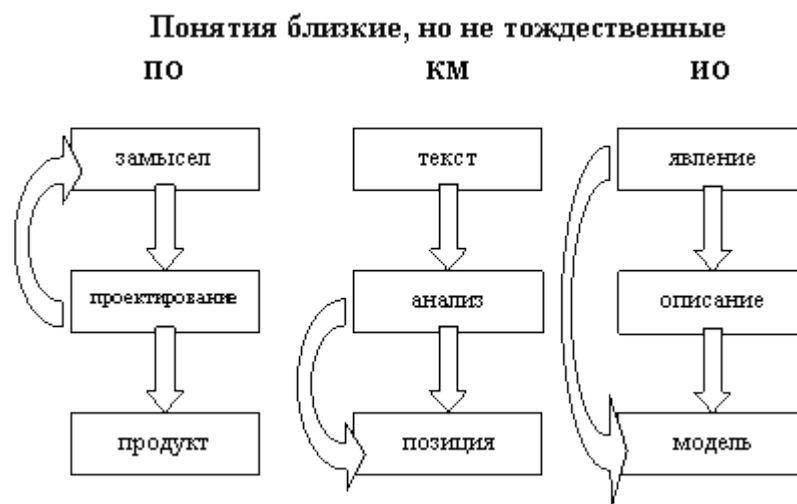 Понятия близкие, но не тождественные
ПО КМ ИО
замысел текст явление
проектирование анализ описание
продукт позиция модель